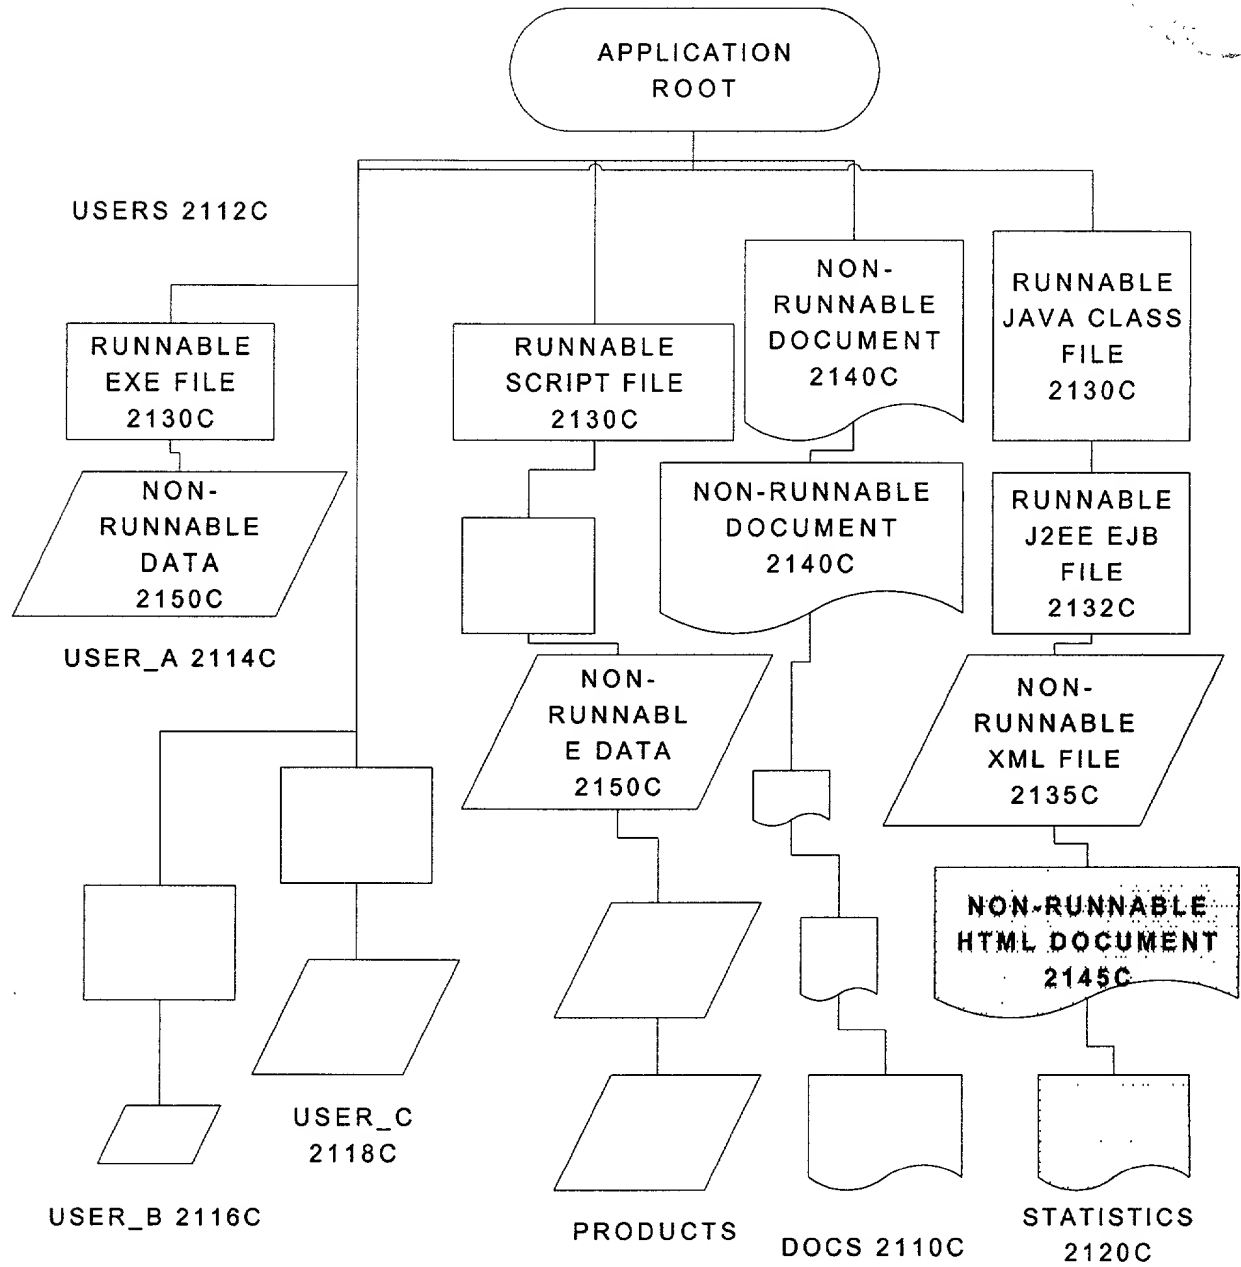 APPLICATION
ROOT
USERS 2112C
RUNNABLE
EXE FILE
2130C
NON-
RUNNABLE
DATA
2150C
USER_A 2114C
RUNNABLE
SCRIPT FILE
2130C
NON-
RUNNABL
E DATA
2150C
NON-
RUNNABLE
DOCUMENT
2140C
NON-RUNNABLE
DOCUMENT
2140C
RUNNABLE
JAVA CLASS
FILE
2130C
RUNNABLE
J2EE EJB
FILE
2132C
NON-
RUNNABLE
XML FILE
2135C
NON-RUNNABLE
HTML DOCUMENT
2145C
USER_C
2118C
USER_B 2116C
PRODUCTS
DOCS 2110C
STATISTICS
2120C